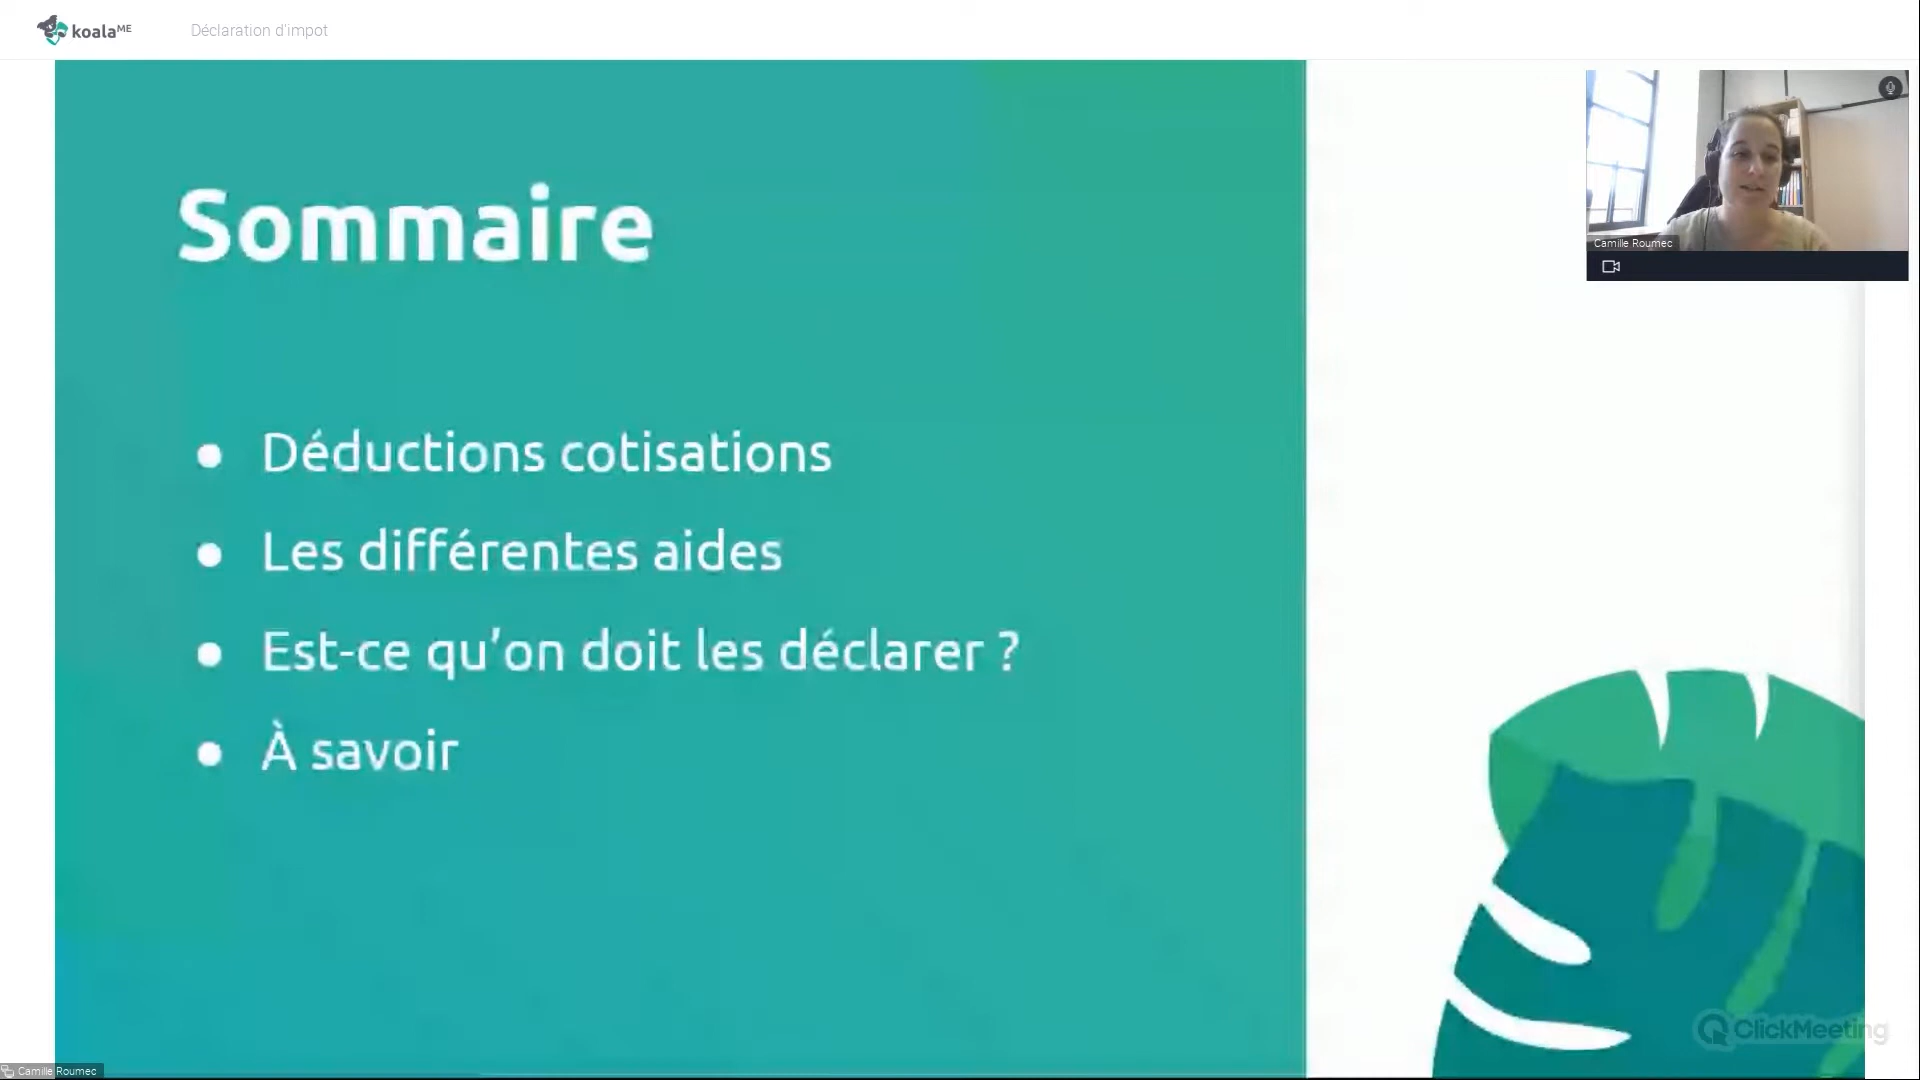 koalaME
Déclaration d'impot
Sommaire
Camille Roumec
● Déductions cotisations
● Les différentes aides
● Est-ce qu’on doit les déclarer ?
● À savoir
ClickMeeting
Camille Roumec